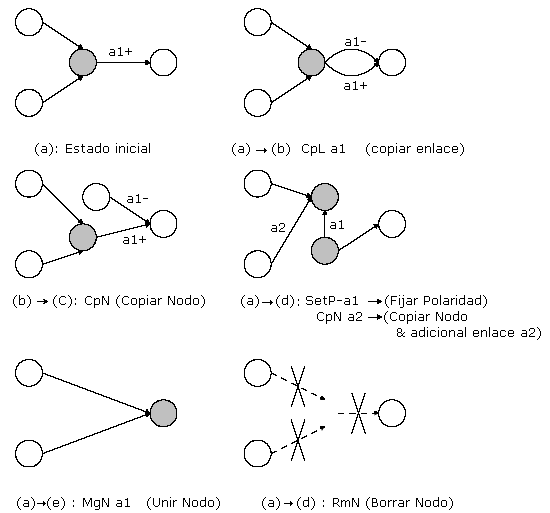 a1+
a1-
a1+
(a): Estado inicial
(a) → (b) CpL a1 (copiar enlace)
a1-
a1+
a2
a1
(b) → (C): CpN (Copiar Nodo)
(a)→(d): SetP-a1 →(Fijar Polaridad)
CpN a2 →(Copiar Nodo
& adicional enlace a2)
(a)→(e) : MgN a1 (Unir Nodo)
(a)→(d) : RmN (Borrar Nodo)